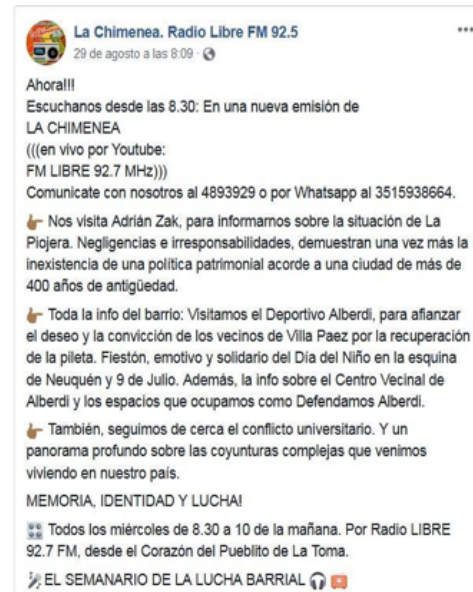 La Chimenea. Radio Libre FM 92.5
29 de agosto a las 8:09 ·
Ahora!!!
Escuchanos desde las 8.30: En una nueva emisión de
LA CHIMENEA
(((en vivo por Youtube:
FM LIBRE 92.7 MHz)))
Comunicate con nosotros al 4893929 o por Whatsapp al 3515938664.
Nos visita Adrián Zak, para informarnos sobre la situación de La
Piojera. Negligencias e irresponsabilidades, demuestran una vez más la
inexistencia de una política patrimonial acorde a una ciudad de más de
400 años de antigüedad.
Toda la info del barrio: Visitamos el Deportivo Alberdi, para afianzar
el deseo y la convicción de los vecinos de Villa Paez por la recuperación
de la pileta. Fiestón, emotivo y solidario del Día del Niño en la esquina
de Neuquén y 9 de Julio. Además, la info sobre el Centro Vecinal de
Alberdi y los espacios que ocupamos como Defendamos Alberdi.
También, seguimos de cerca el conflicto universitario. Y un
panorama profundo sobre las coyunturas complejas que venimos
viviendo en nuestro país.
MEMORIA, IDENTIDAD Y LUCHA!
Todos los miércoles de 8.30 a 10 de la mañana. Por Radio LIBRE
92.7 FM, desde el Corazón del Pueblito de La Toma.
EL SEMANARIO DE LA LUCHA BARRIAL